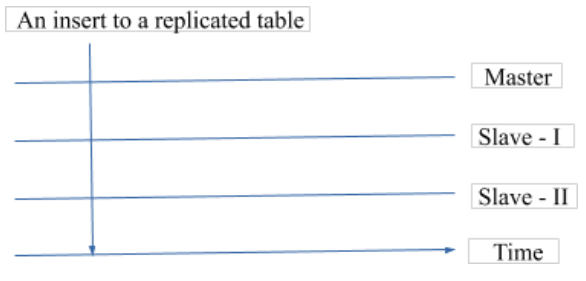 An insert to a replicated table
Master
Slave - I
Slave - II
Time